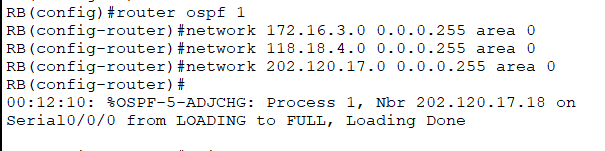 RB(config)#router ospf 1
RB(config-router)#network 172.16.3.0 0.0.0.255 area 0
RB(config-router)#network 118.18.4.0 0.0.0.255 area 0
RB(config-router)#network 202.120.17.0 0.0.0.255 area 0
RB(config-router)#
00:12:10: %OSPF-5-ADJCHG: Process 1, Nbr 202.120.17.18 on
Serial0/0/0 from LOADING to FULL, Loading Done